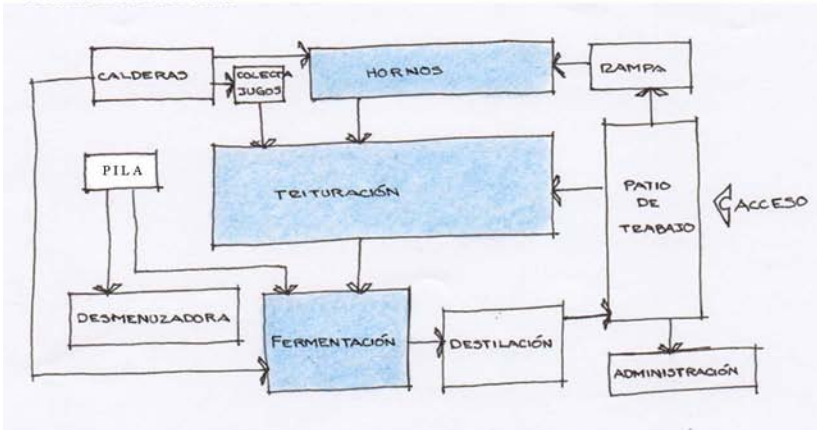 CALDERAS
COLECTA
JUGOS
HORNOS
RAMPA
PILA
TRITURACIÓN
PATIO
DE
TRABAJO
ACCESO
DESMENUZADORA
FERMENTACIÓN
DESTILACIÓN
ADMINISTRACIÓN